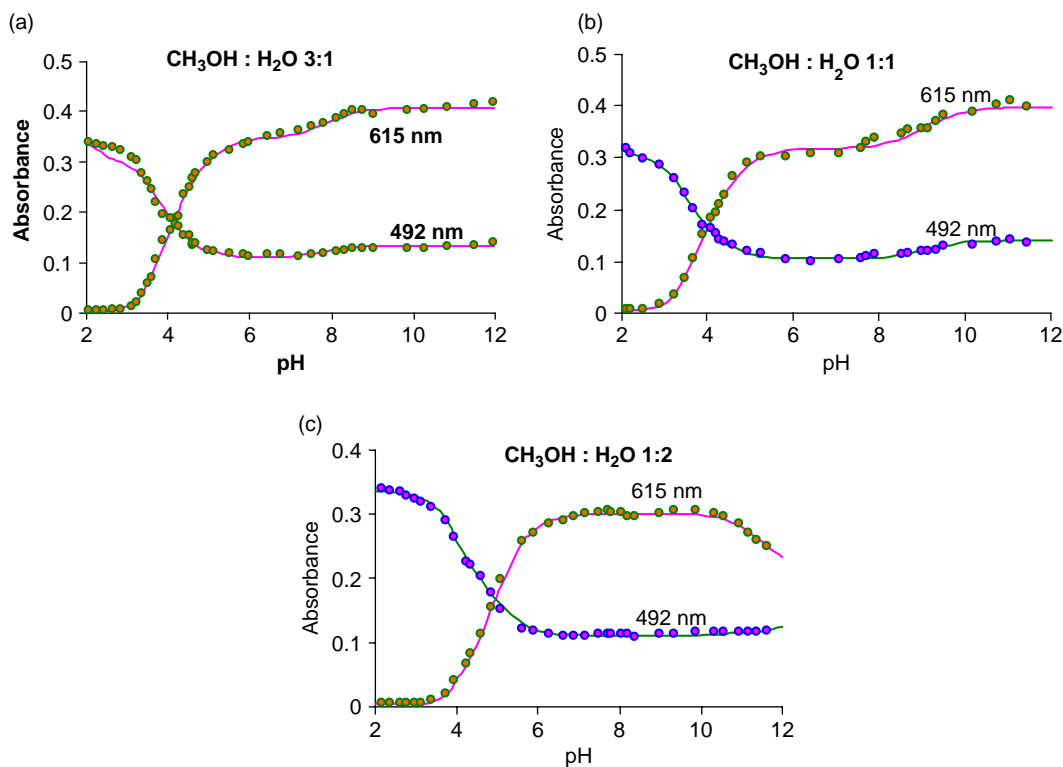 (a)
CH₃OH : H₂O 3:1
0.5
0.4
0.3
0.2
0.1
0
Absorbance
615 nm
492 nm
2 4 6 8 10 12
pH
(b)
CH₃OH : H₂O 1:1
0.5
0.4
0.3
0.2
0.1
0
Absorbance
615 nm
492 nm
2 4 6 8 10 12
pH
(c)
CH₃OH : H₂O 1:2
0.4
0.3
0.2
0.1
0
Absorbance
615 nm
492 nm
2 4 6 8 10 12
pH